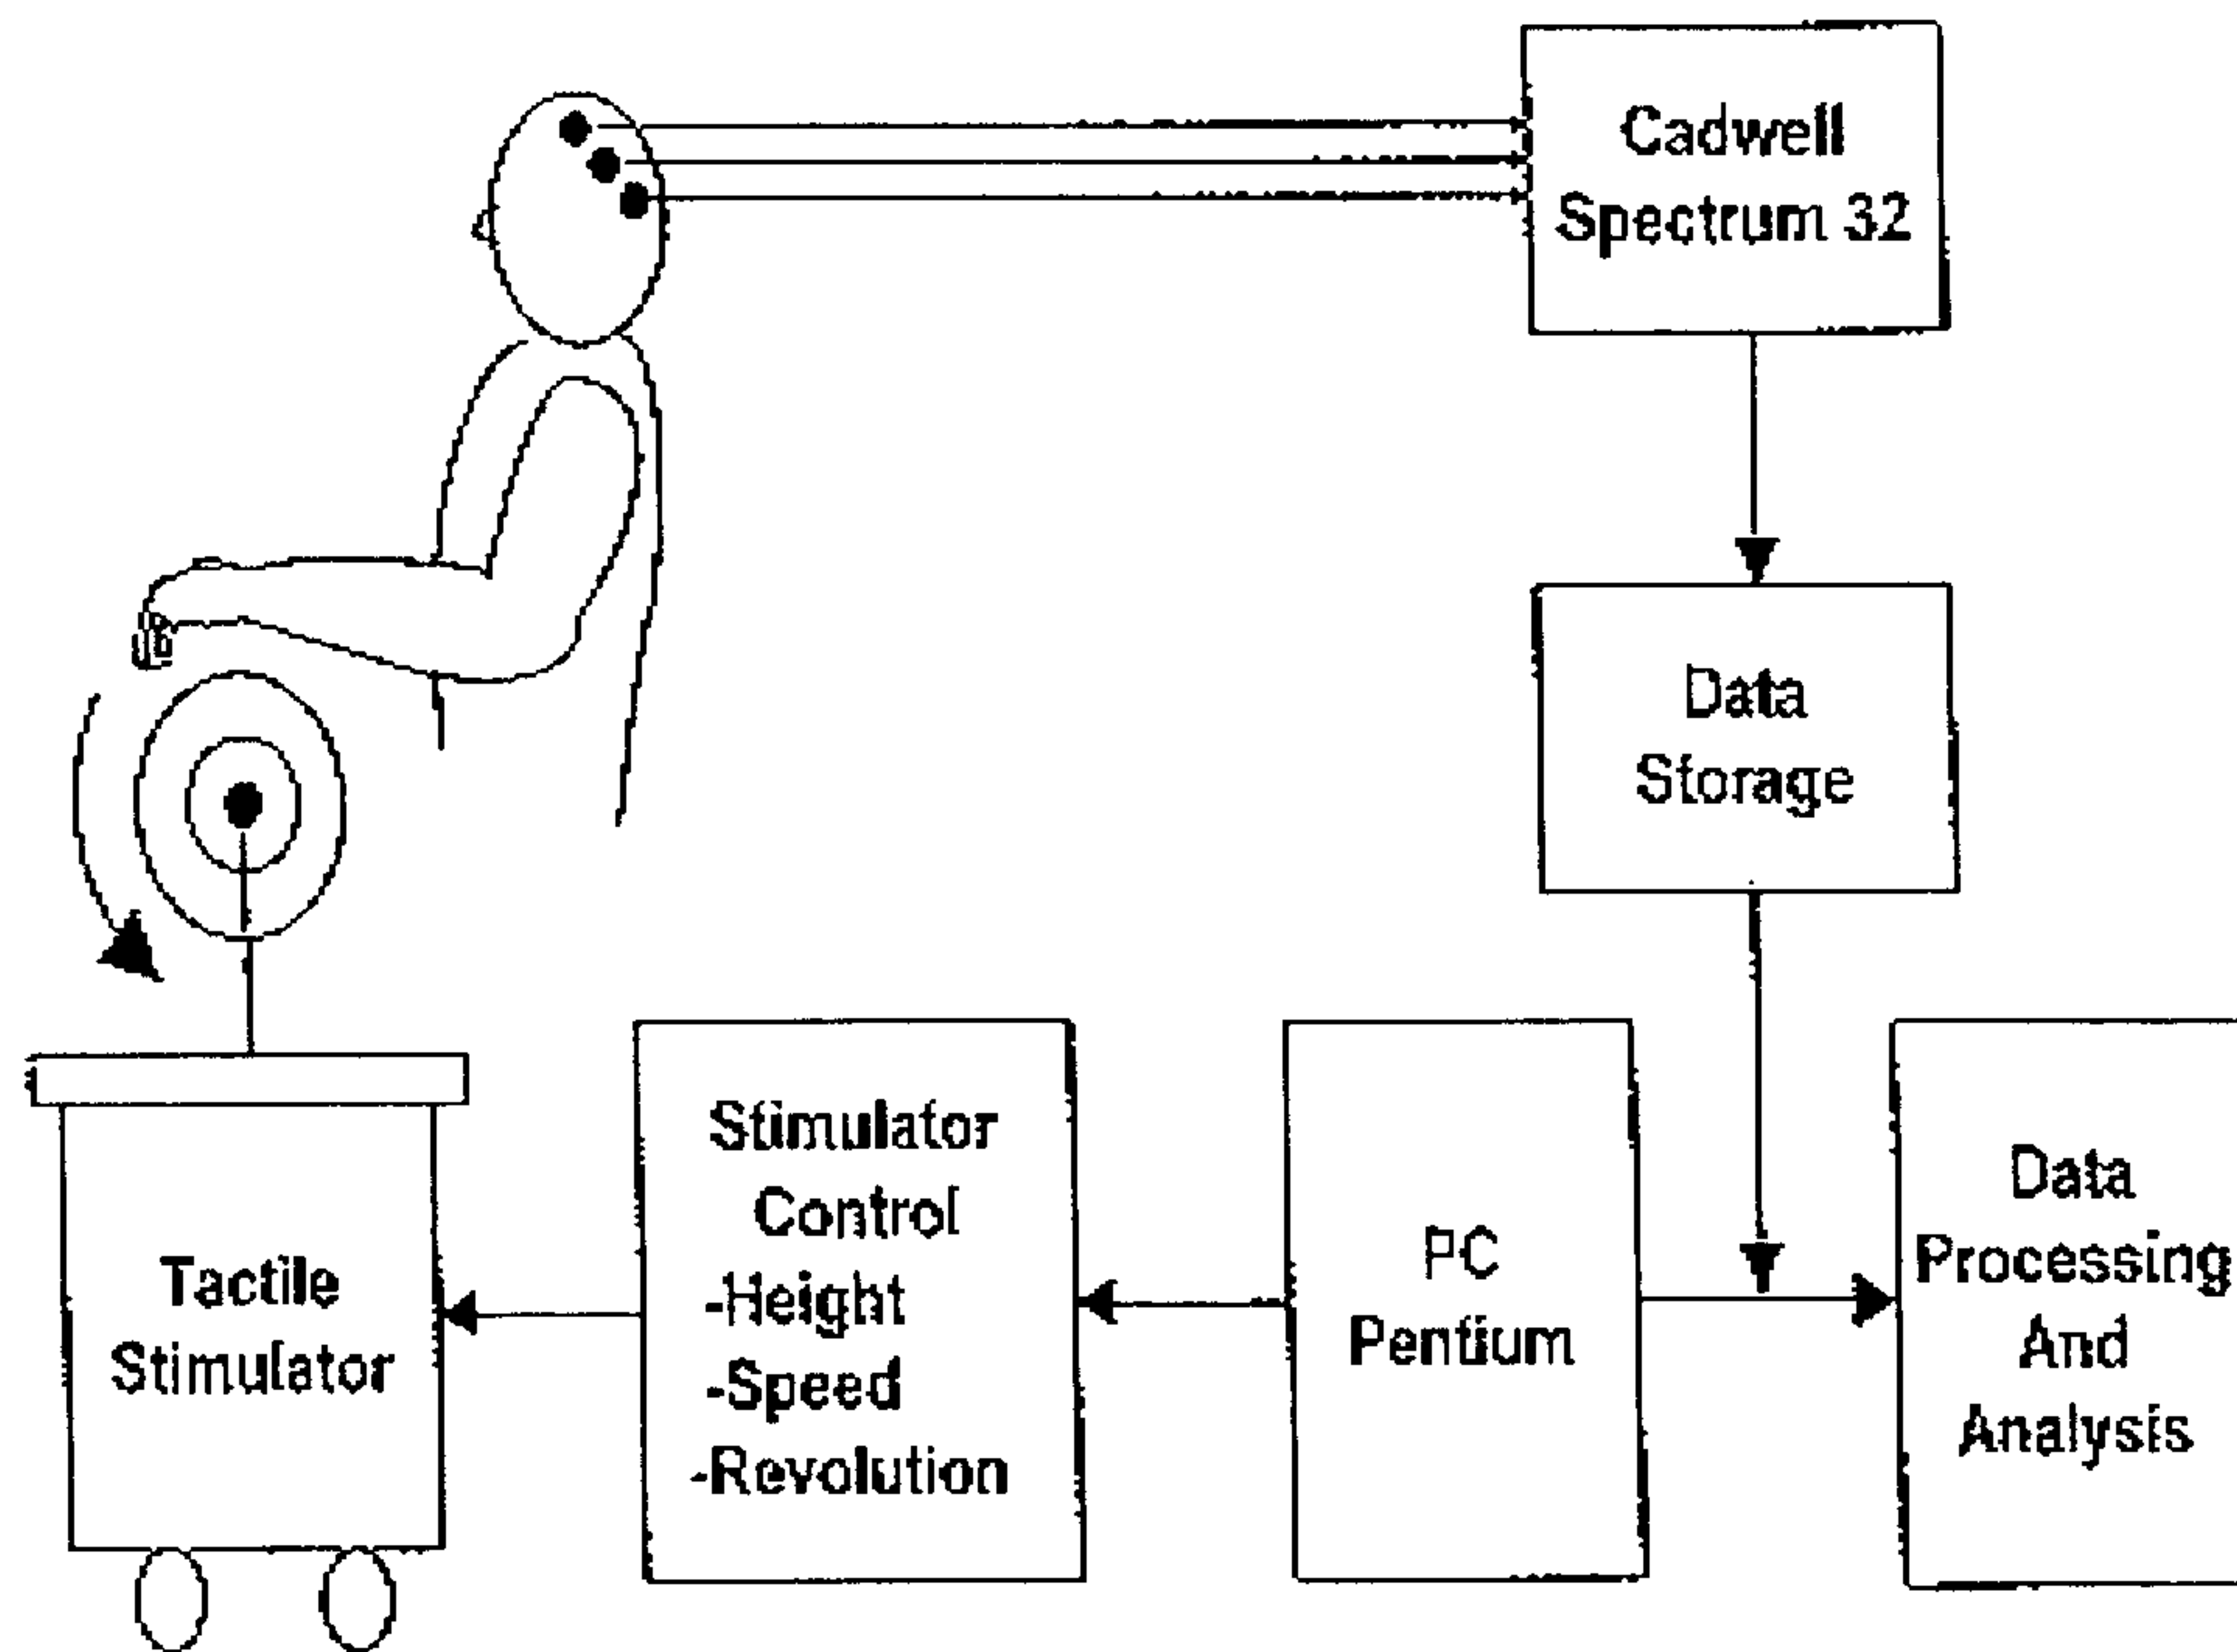 Cadwell
Spectrum 32
Data
Storage
Tactile
Stimulator
Stimulator
Control
-Height
-Speed
-Revolution
PC
Pentium
Data
Processing
And
Analysis